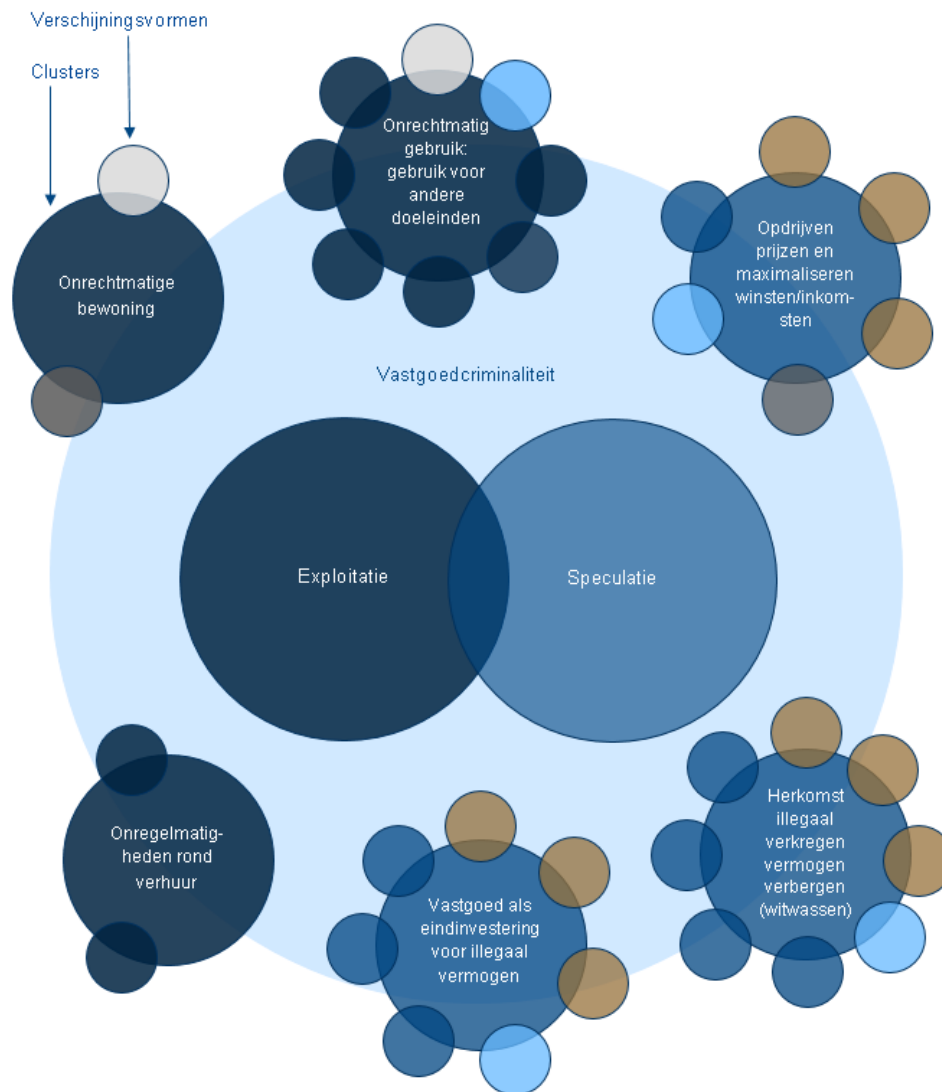 Verschijningsvormen
Clusters
Onrechtmatige
bewoning
Onrechtmatig
gebruik:
gebruik voor
andere
doeleinden
Opdrijven
prijzen en
maximaliseren
winsten/inkom-
sten
Vastgoedcriminaliteit
Exploitatie
Speculatie
Onregelmatig-
heden rond
verhuur
Vastgoed als
eindinvestering
voor illegaal
vermogen
Herkomst
illegaal
verkregen
vermogen
verbergen
(witwassen)